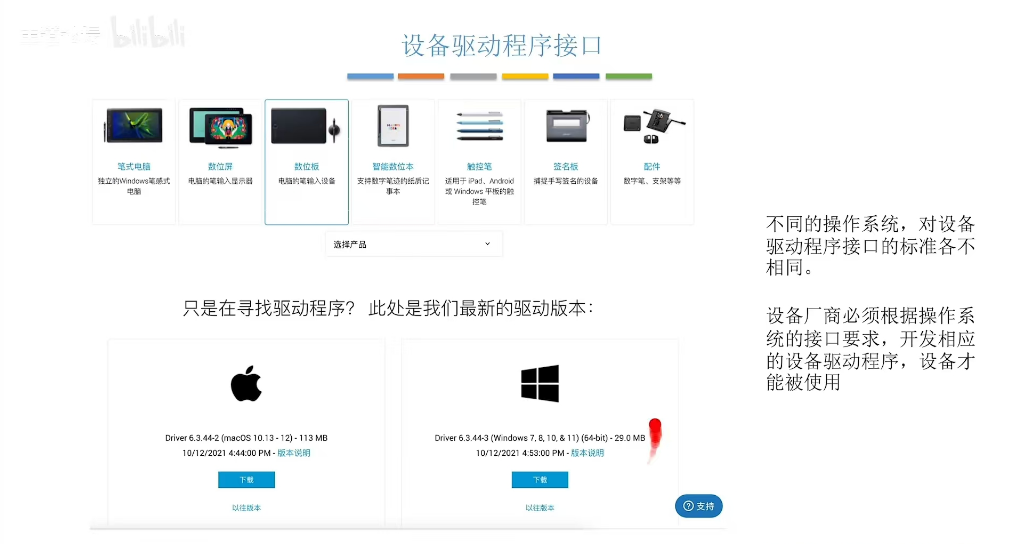 bilibili
设备驱动程序接口
笔式电脑
独立的Windows笔感式
电脑
数位屏
电脑的笔输入显示器
数位板
电脑的笔输入设备
智能数位本
支持数字笔迹的纸质记
事本
触控笔
适用于 iPad、Android
或 Windows 平板的触
控笔
签名板
捕捉手写签名的设备
配件
数字笔、支架等等
选择产品
只是在寻找驱动程序？ 此处是我们最新的驱动版本：
Driver 6.3.44-2 (macOS 10.13 - 12) - 113 MB
10/12/2021 4:44:00 PM - 版本说明
下载
以往版本
Driver 6.3.44-3 (Windows 7, 8, 10, & 11) (64-bit) - 29.0 MB
10/12/2021 4:53:00 PM - 版本说明
下载
以往版本
支持
不同的操作系统，对设备
驱动程序接口的标准各不
相同。
设备厂商必须根据操作系
统的接口要求，开发相应
的设备驱动程序，设备才
能被使用